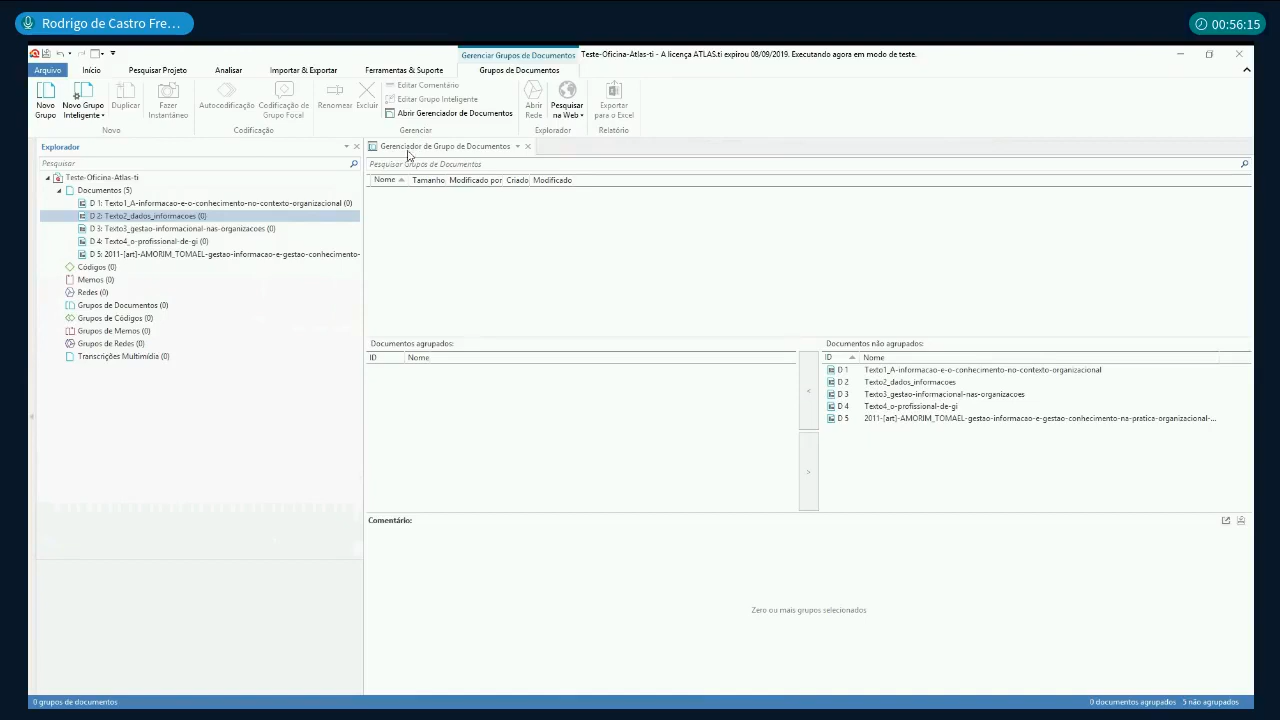 Rodrigo de Castro Fre...
00:56:15
Gerenciar Grupos de Documentos
Teste-Oficina-Atlas-ti - A licença ATLAS.ti expirou 08/09/2019. Executando agora em modo de teste.
Arquivo Início Pesquisar Projeto Analisar Importar & Exportar Ferramentas & Suporte Grupos de Documentos
Novo Grupo
Novo Grupo Inteligente
Duplicar
Fazer Instantâneo
Autocodificação
Codificação de Grupo Focal
Renomear
Excluir
Editar Comentário
Editar Grupo Inteligente
Abrir Gerenciador de Documentos
Abrir Rede
Pesquisar na Web
Exportar para o Excel
Novo Codificação Gerenciar Explorador Relatório
Explorador
Gerenciador de Grupo de Documentos
Pesquisar
Pesquisar Grupos de Documentos
Teste-Oficina-Atlas-ti
Documentos (5)
D 1: Texto1_A-informacao-e-o-conhecimento-no-contexto-organizacional (0)
D 2: Texto2_dados_informacoes (0)
D 3: Texto3_gestao-informacional-nas-organizacoes (0)
D 4: Texto4_o-profissional-de-gi (0)
D 5: 2011-[art]-AMORIM_TOMAEL-gestao-informacao-e-gestao-conhecimento-
Códigos (0)
Memos (0)
Redes (0)
Grupos de Documentos (0)
Grupos de Códigos (0)
Grupos de Memos (0)
Grupos de Redes (0)
Transcrições Multimídia (0)
Nome Tamanho Modificado por Criado Modificado
Documentos agrupados:
ID Nome
<
>
Documentos não agrupados:
ID Nome
D 1 Texto1_A-informacao-e-o-conhecimento-no-contexto-organizacional
D 2 Texto2_dados_informacoes
D 3 Texto3_gestao-informacional-nas-organizacoes
D 4 Texto4_o-profissional-de-gi
D 5 2011-[art]-AMORIM_TOMAEL-gestao-informacao-e-gestao-conhecimento-na-pratica-organizacional-...
Comentário:
Zero ou mais grupos selecionados
0 grupos de documentos
0 documentos agrupados 5 não agrupados